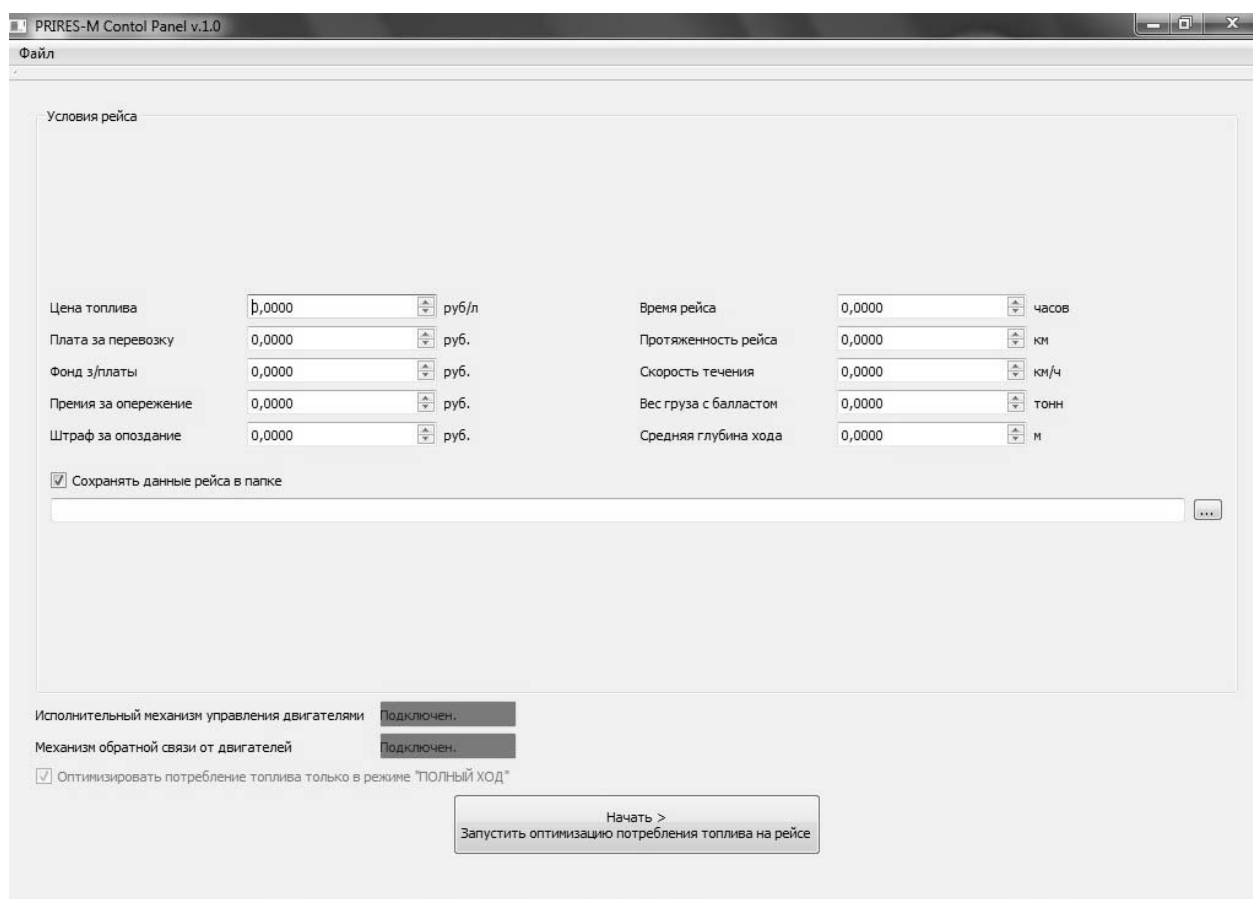 PRIRES-M Contol Panel v.1.0
Файл
Условия рейса
Цена топлива 0,0000 руб/л Время рейса 0,0000 часов
Плата за перевозку 0,0000 руб. Протяженность рейса 0,0000 км
Фонд з/платы 0,0000 руб. Скорость течения 0,0000 км/ч
Премия за опережение 0,0000 руб. Вес груза с балластом 0,0000 тонн
Штраф за опоздание 0,0000 руб. Средняя глубина хода 0,0000 м
Сохранять данные рейса в папке
...
Исполнительный механизм управления двигателями Подключен.
Механизм обратной связи от двигателей Подключен.
Оптимизировать потребление топлива только в режиме "ПОЛНЫЙ ХОД"
Начать >
Запустить оптимизацию потребления топлива на рейсе